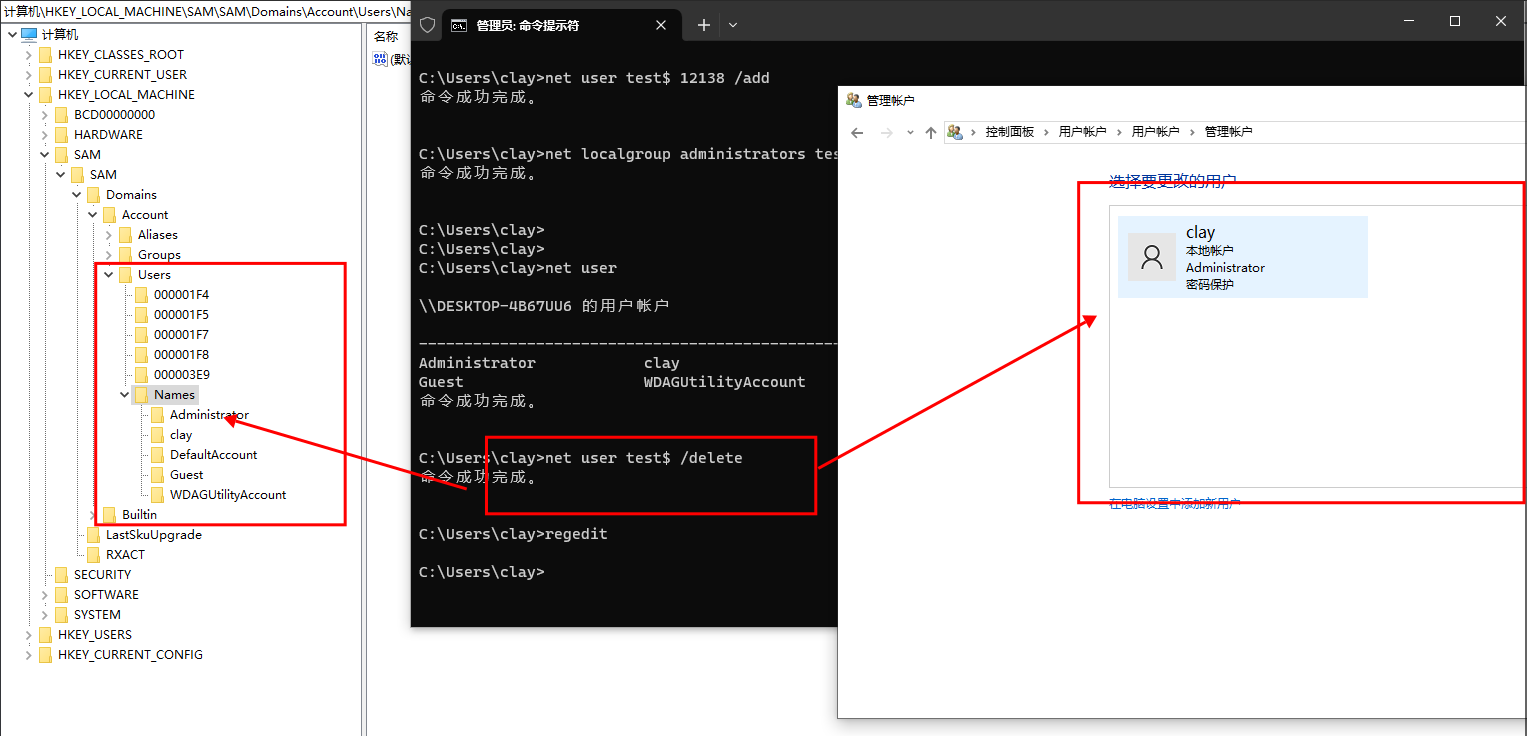 计算机\HKEY_LOCAL_MACHINE\SAM\SAM\Domains\Account\Users\Na
计算机
HKEY_CLASSES_ROOT
HKEY_CURRENT_USER
HKEY_LOCAL_MACHINE
BCD00000000
HARDWARE
SAM
SAM
Domains
Account
Aliases
Groups
Users
000001F4
000001F5
000001F7
000001F8
000003E9
Names
Administrator
clay
DefaultAccount
Guest
WDAGUtilityAccount
Builtin
LastSkuUpgrade
RXACT
SECURITY
SOFTWARE
SYSTEM
HKEY_USERS
HKEY_CURRENT_CONFIG
名称
(默认
管理员: 命令提示符
C:\Users\clay>net user test$ 12138 /add
命令成功完成。
C:\Users\clay>net localgroup administrators tes
命令成功完成。
C:\Users\clay>
C:\Users\clay>
C:\Users\clay>net user
\\DESKTOP-4B67UU6 的用户帐户
-------------------------------------------------
Administrator clay
Guest WDAGUtilityAccount
命令成功完成。
C:\Users\clay>net user test$ /delete
命令成功完成。
C:\Users\clay>regedit
C:\Users\clay>
管理帐户
控制面板 › 用户帐户 › 用户帐户 › 管理帐户
选择要更改的用户
clay
本地帐户
Administrator
密码保护
在电脑设置中添加新用户